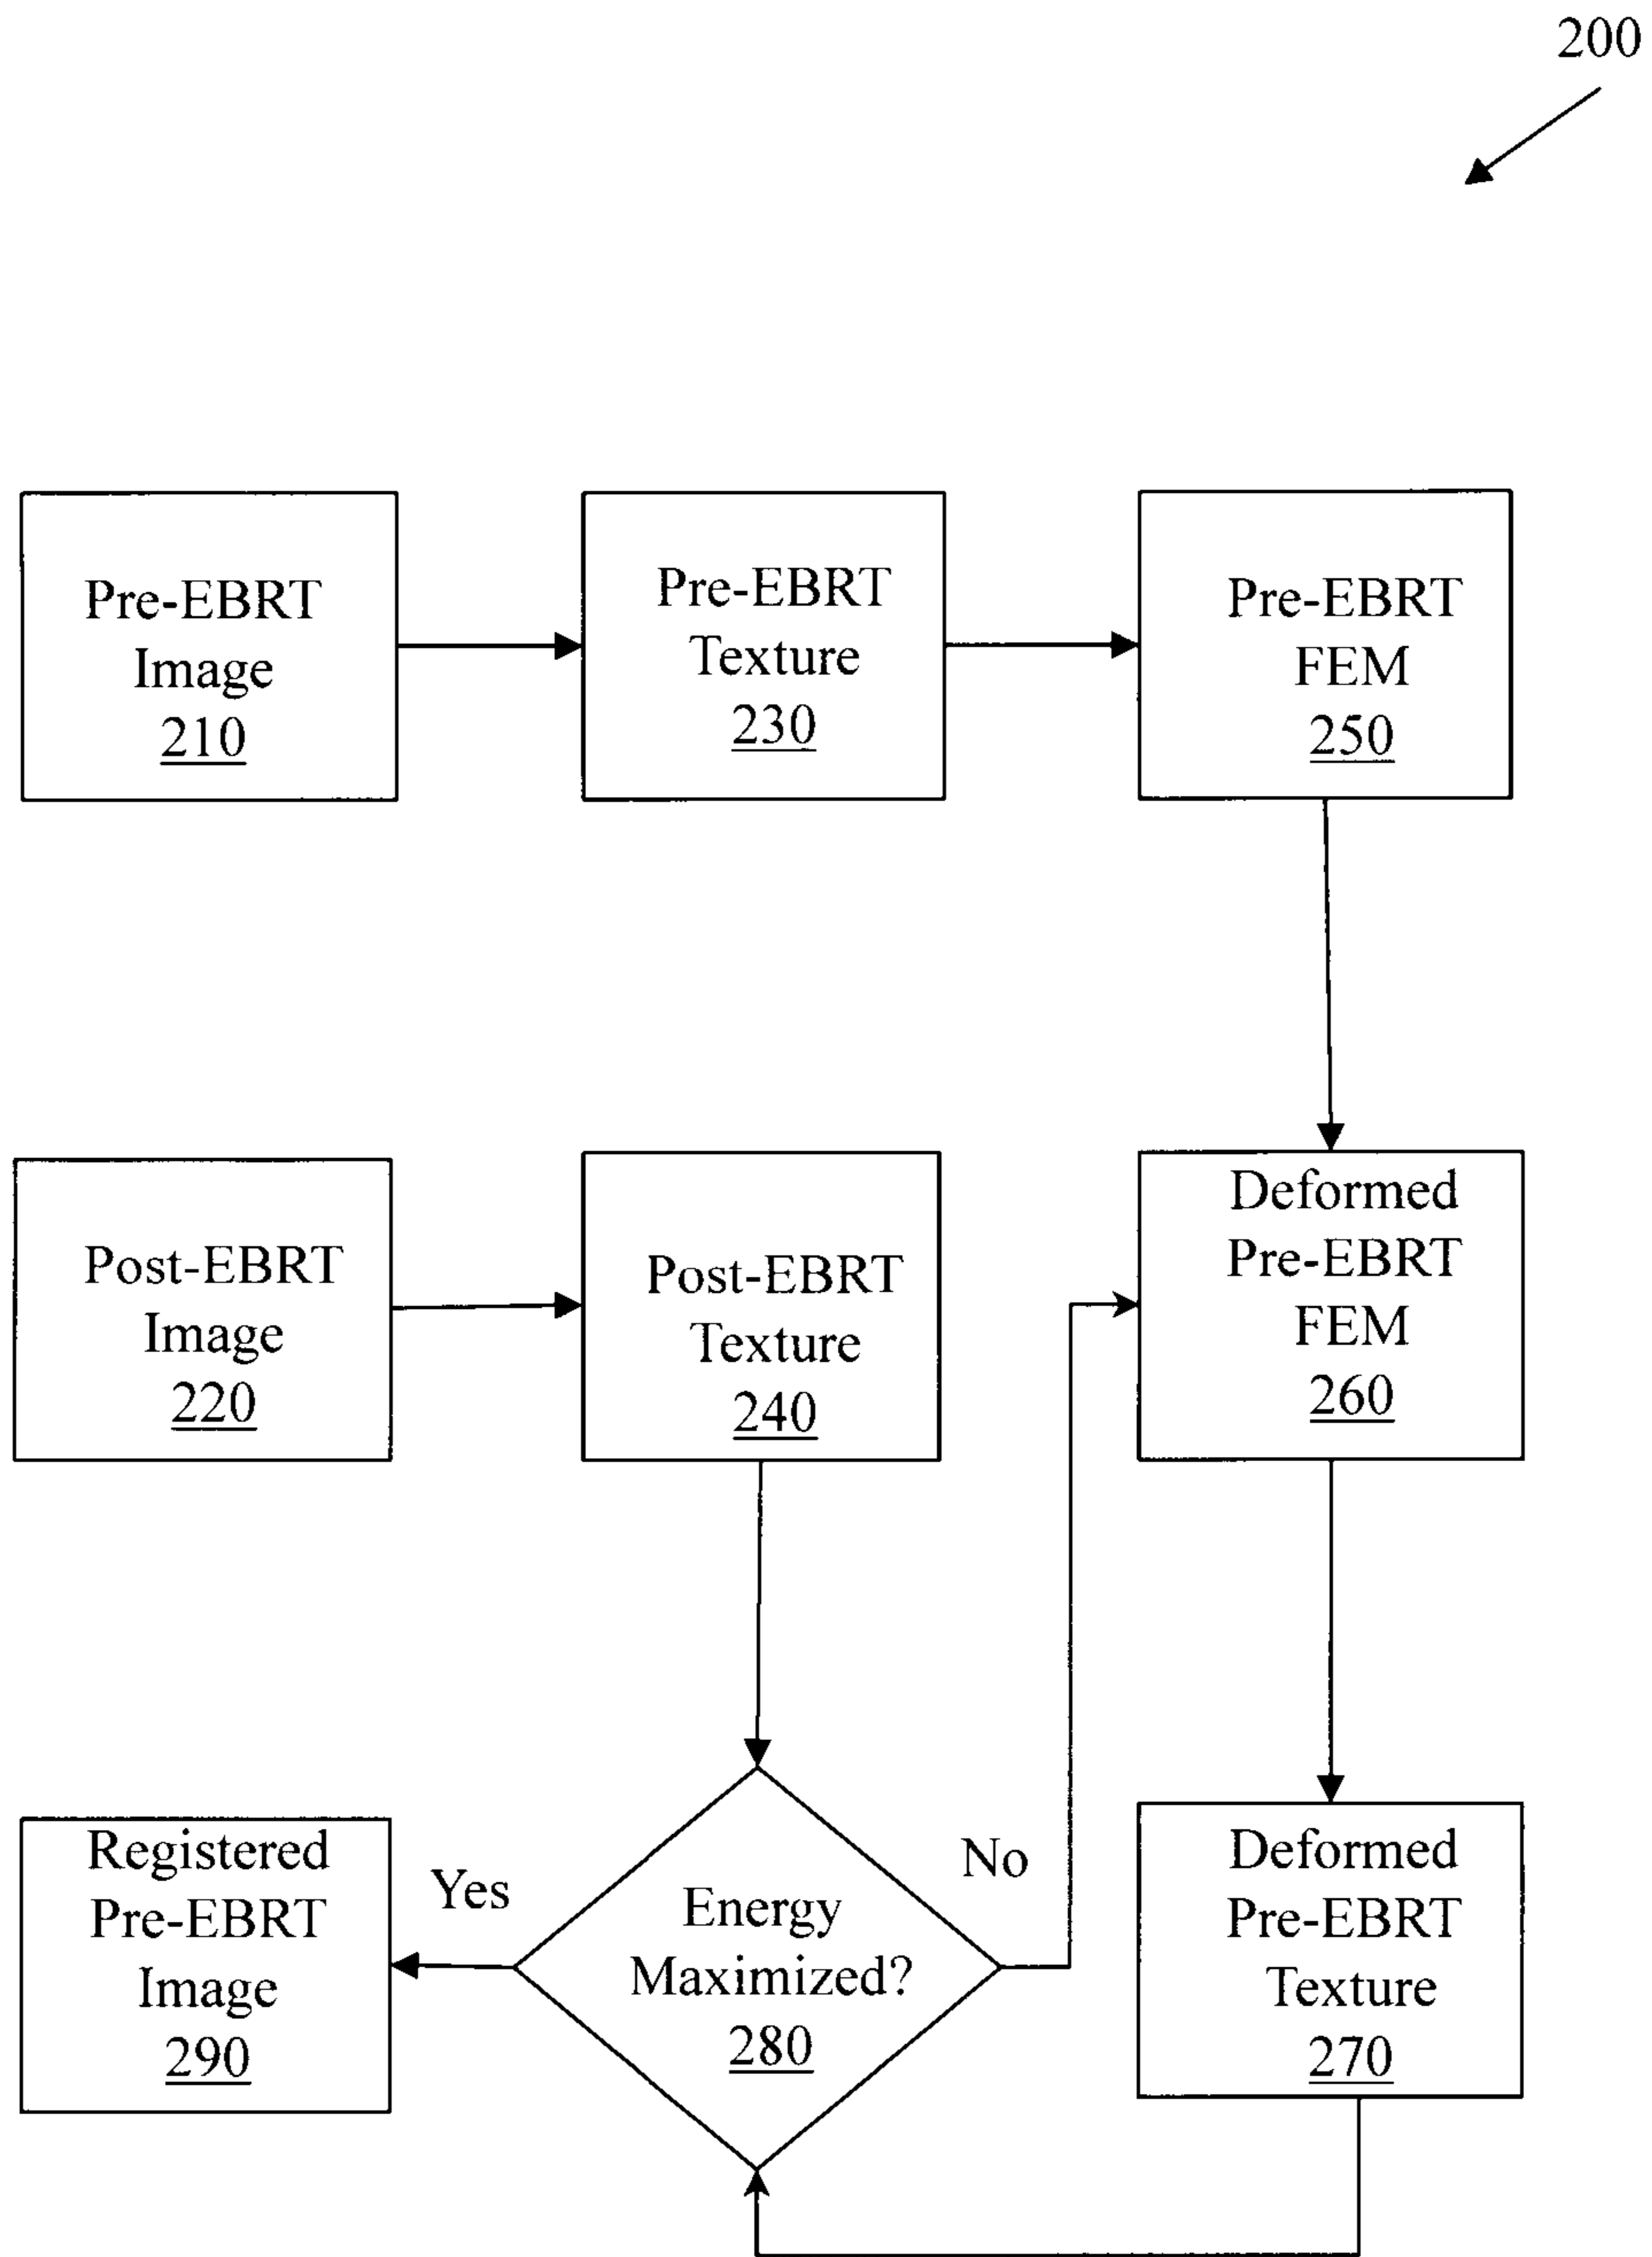 200
Pre-EBRT
Image
210
Pre-EBRT
Texture
230
Pre-EBRT
FEM
250
Post-EBRT
Image
220
Post-EBRT
Texture
240
Deformed
Pre-EBRT
FEM
260
Registered
Pre-EBRT
Image
290
Yes
Energy
Maximized?
280
No
Deformed
Pre-EBRT
Texture
270